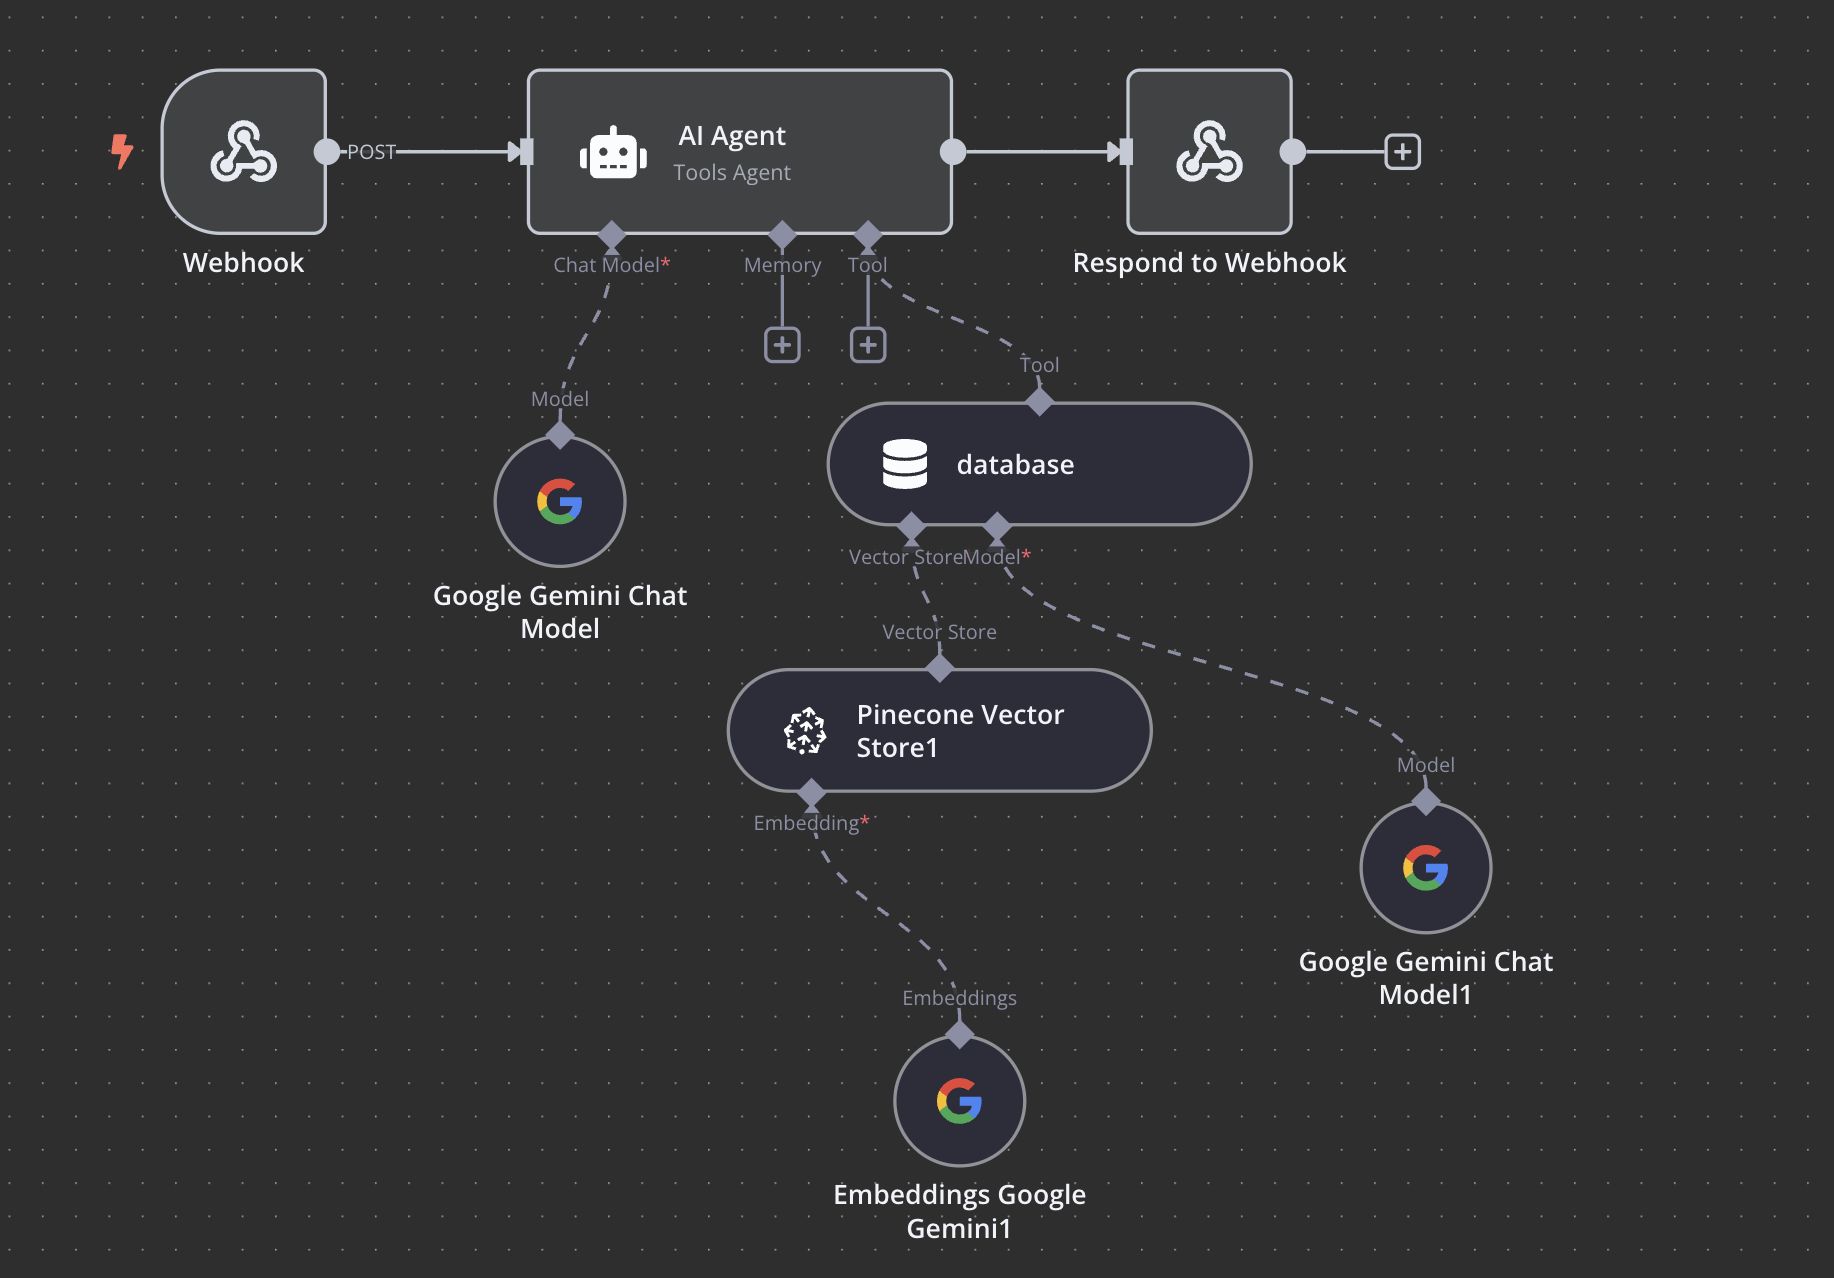 POST
AI Agent
Tools Agent
Webhook
Chat Model*
Memory
Tool
Respond to Webhook
Tool
Model
database
Vector Store
Model*
Google Gemini Chat
Model
Vector Store
Pinecone Vector
Store1
Model
Embedding*
Google Gemini Chat
Model1
Embeddings
Embeddings Google
Gemini1